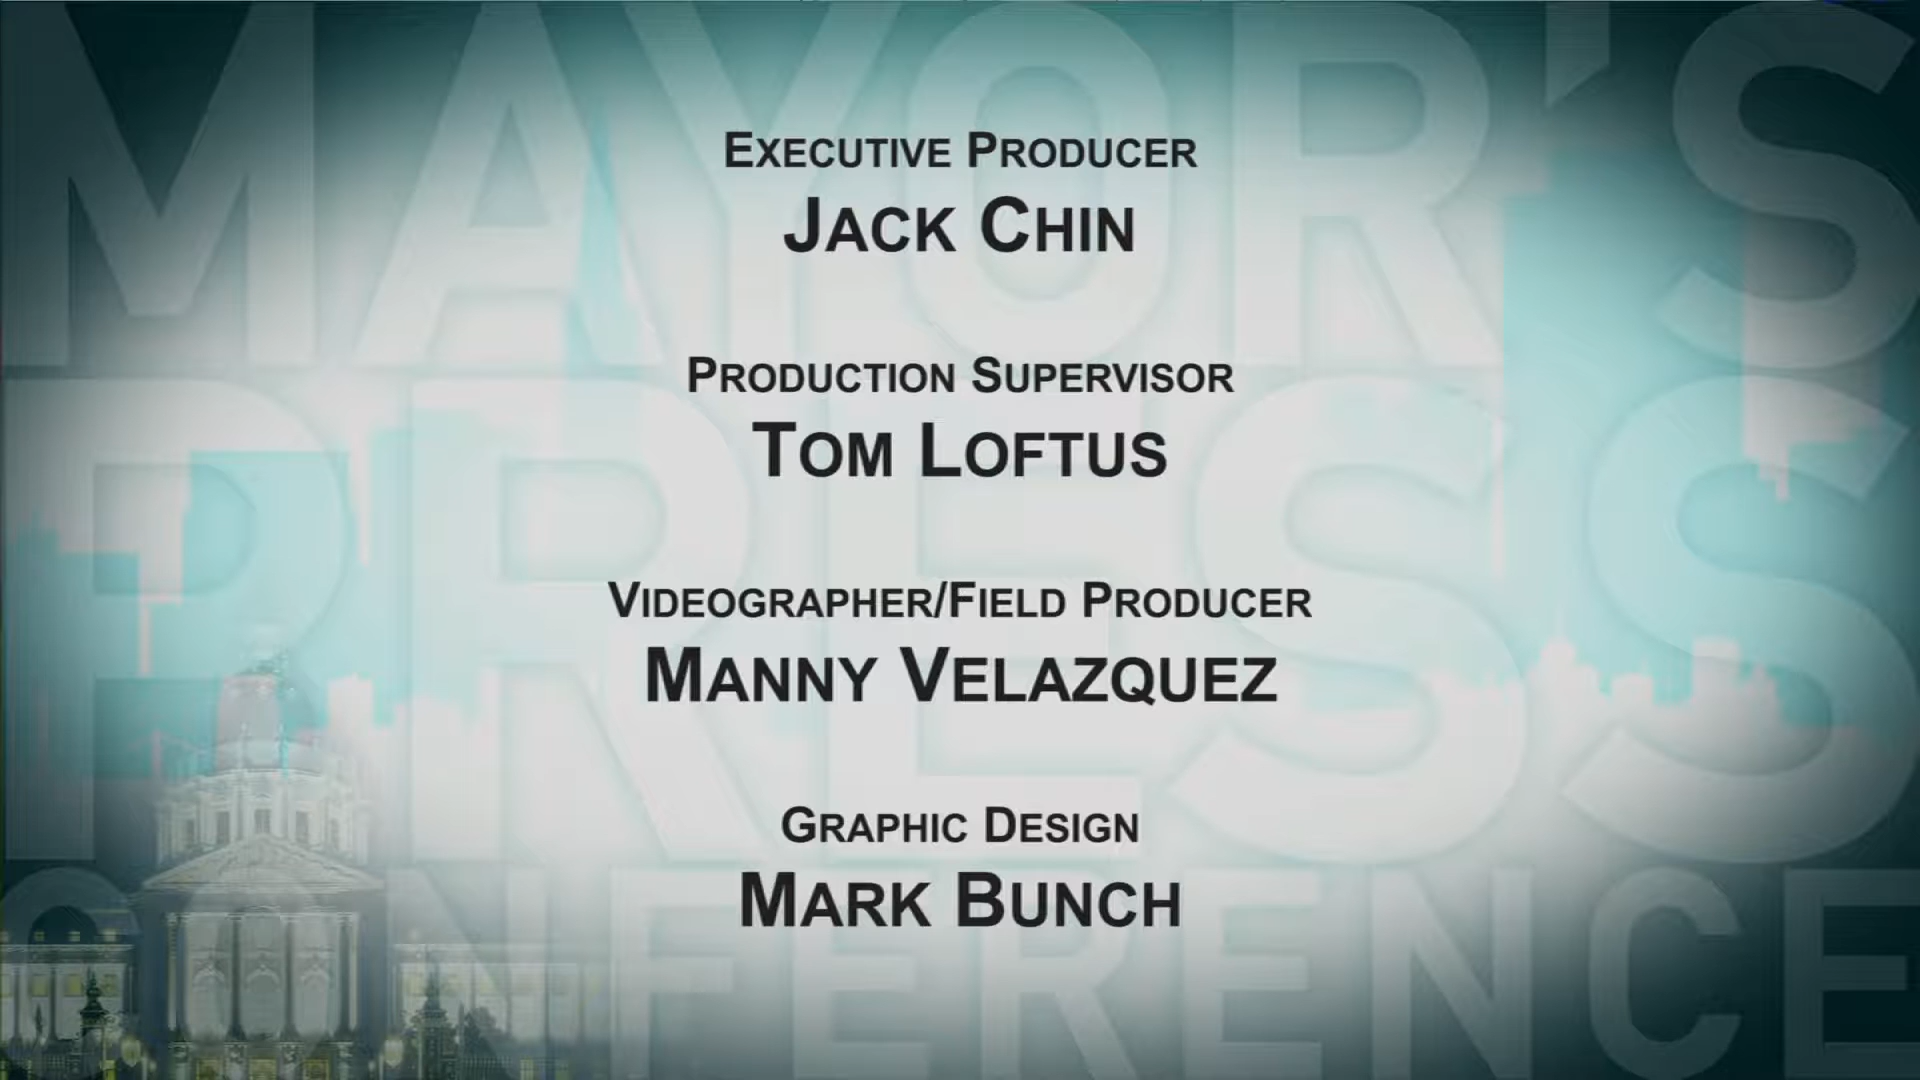 MAYOR'S
PRESS
CONFERENCE
EXECUTIVE PRODUCER
JACK CHIN
PRODUCTION SUPERVISOR
TOM LOFTUS
VIDEOGRAPHER/FIELD PRODUCER
MANNY VELAZQUEZ
GRAPHIC DESIGN
MARK BUNCH